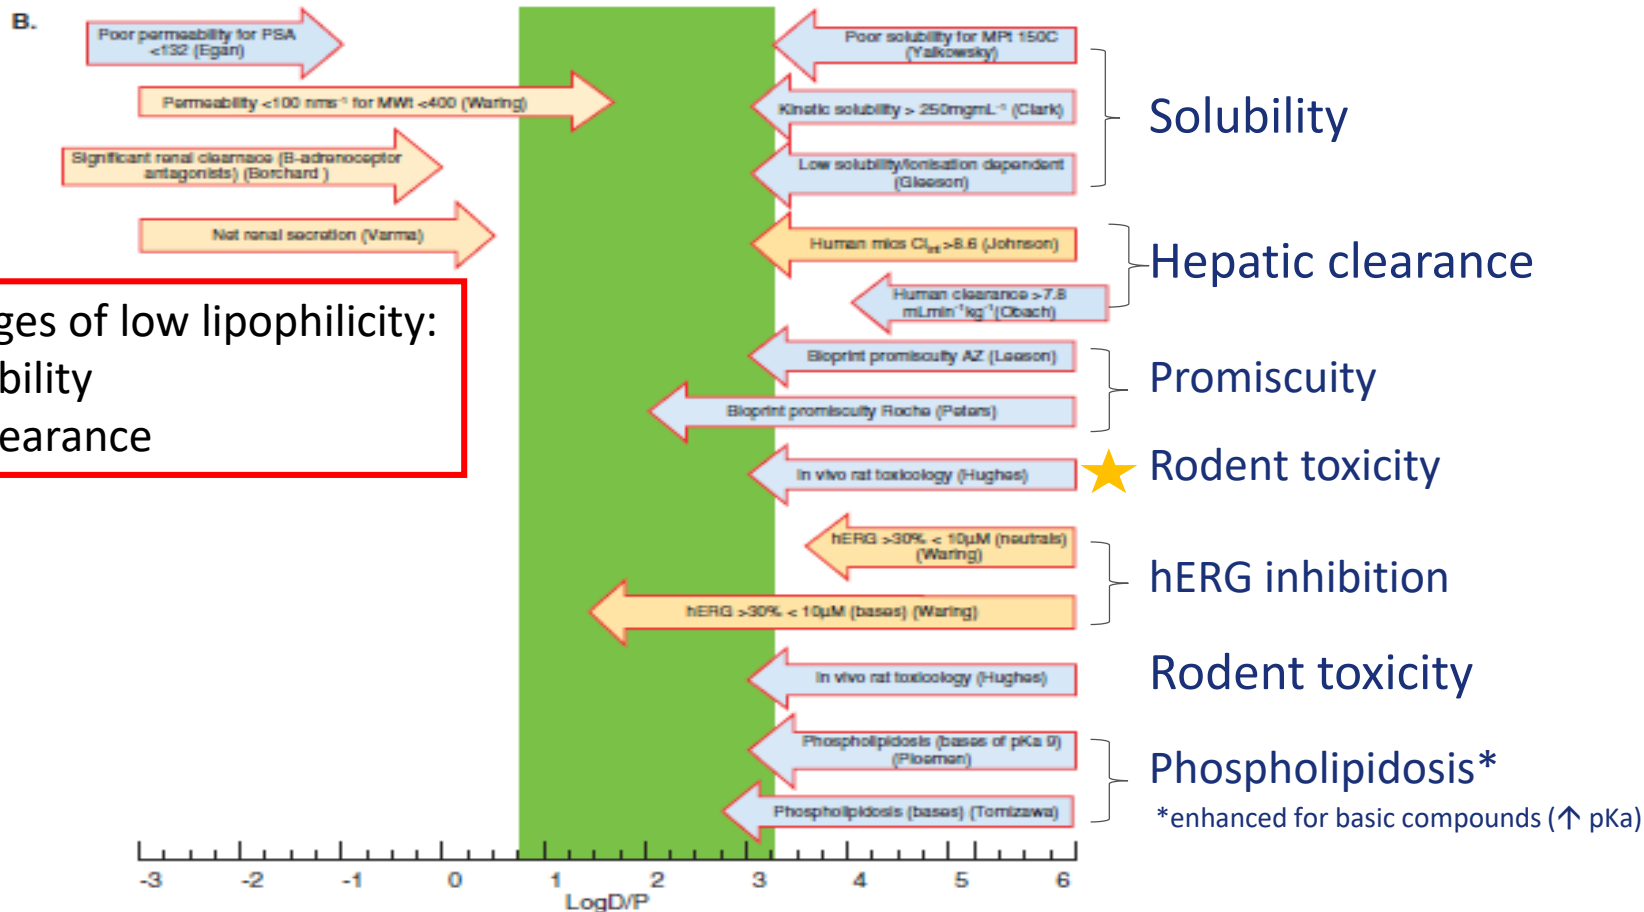 B.
Poor permeability for PSA
<132 (Egan)
Permeability <100 nms⁻¹ for MWt <400 (Waring)
Significant renal clearnace (B-adrenoceptor
antagonists) (Borchard )
Net renal secretion (Varma)
ges of low lipophilicity:
bility
earance
Poor solubility for MPt 150C
(Yalkowsky)
Kinetic solubility > 250mgmL⁻¹ (Clark)
Low solubility/ionisation dependent
(Gleeson)
Solubility
Human mics Cl_int >8.6 (Johnson)
Human clearance >7.8
mLmin⁻¹kg⁻¹(Obach)
Hepatic clearance
Bioprint promiscuity AZ (Leeson)
Bioprint promiscuity Roche (Peters)
Promiscuity
In vivo rat toxicology (Hughes)
Rodent toxicity
hERG >30% < 10µM (neutrals)
(Waring)
hERG >30% < 10µM (bases) (Waring)
hERG inhibition
In vivo rat toxicology (Hughes)
Rodent toxicity
Phospholipidosis (bases of pKa 9)
(Ploemen)
Phospholipidosis (bases) (Tomizawa)
Phospholipidosis*
*enhanced for basic compounds (↑ pKa)
-3 -2 -1 0 1 2 3 4 5 6
LogD/P